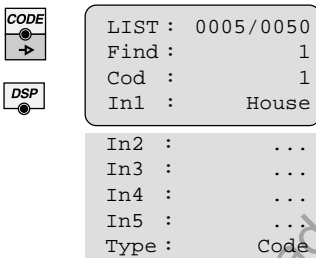 CODE
LIST : 0005/0050
Find : 1
Cod : 1
DSP
In1 : House
In2 : ...
In3 : ...
In4 : ...
In5 : ...
Type : Code